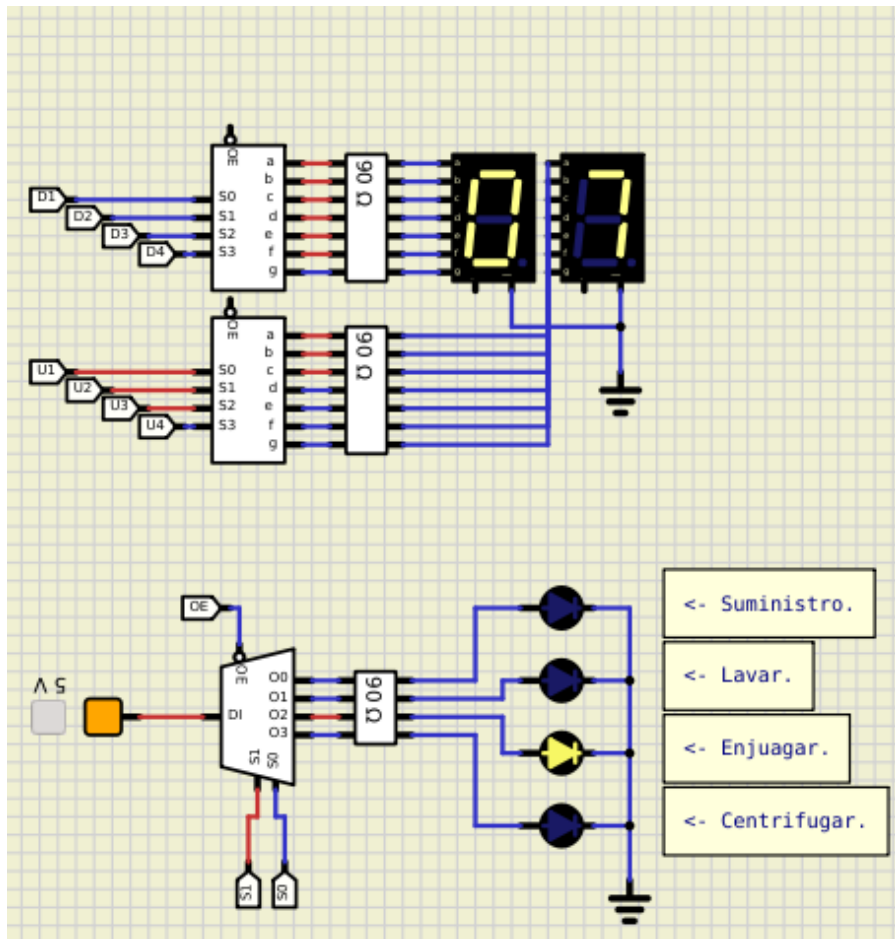 OE
a
b
c
d
e
f
g
S0
S1
S2
S3
90 Ω
a
b
c
d
e
f
g
a
b
c
d
e
f
g
D1
D2
D3
D4
OE
a
b
c
d
e
f
g
S0
S1
S2
S3
90 Ω
U1
U2
U3
U4
07
OE
OE
5 V
DI
O0
O1
O2
O3
S1
S0
90 Ω
S1
S0
<- Suministro.
<- Lavar.
<- Enjuagar.
<- Centrifugar.